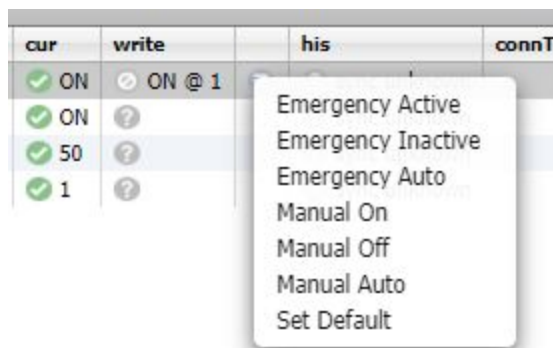 cur write his connT
ON ON @ 1
ON ?
50 ?
1 ?
Emergency Active
Emergency Inactive
Emergency Auto
Manual On
Manual Off
Manual Auto
Set Default